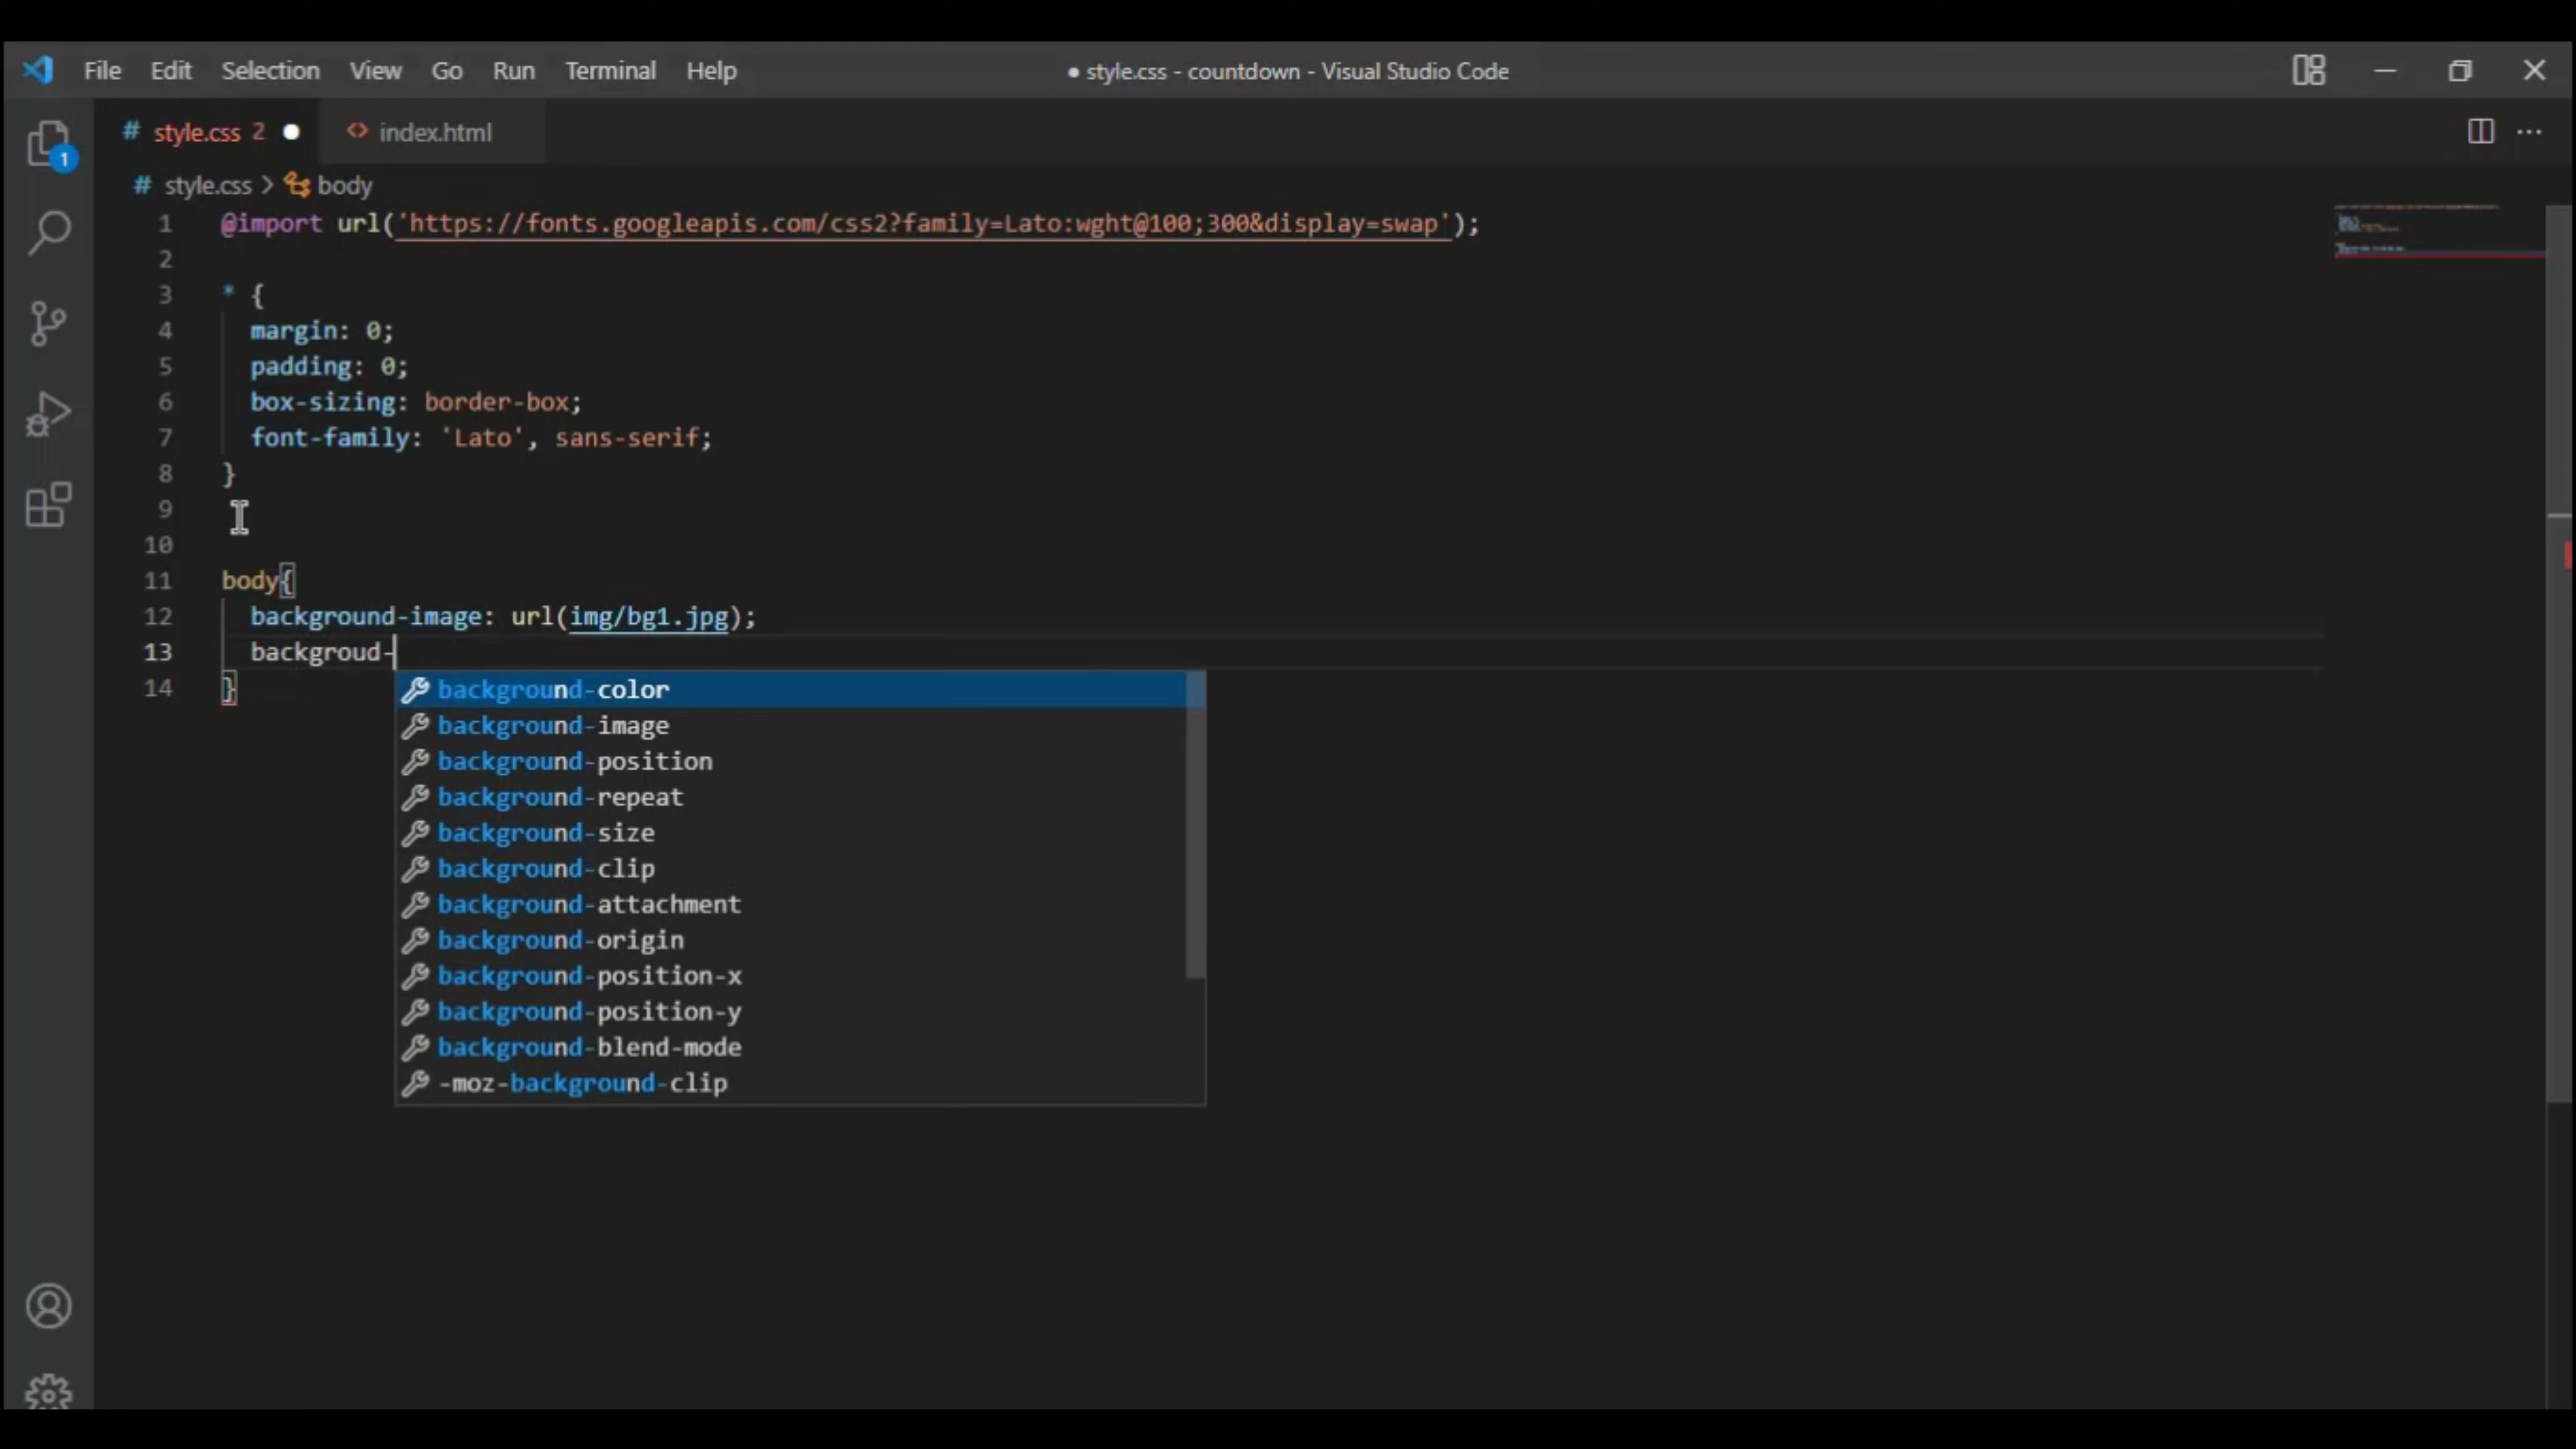 File Edit Selection View Go Run Terminal Help
● style.css - countdown - Visual Studio Code
# style.css 2 ● <> index.html
1
# style.css > body
1 @import url('https://fonts.googleapis.com/css2?family=Lato:wght@100;300&display=swap');
2
3 * {
4 margin: 0;
5 padding: 0;
6 box-sizing: border-box;
7 font-family: 'Lato', sans-serif;
8 }
9
10
11 body{
12 background-image: url(img/bg1.jpg);
13 backgroud-
14 }
background-color
background-image
background-position
background-repeat
background-size
background-clip
background-attachment
background-origin
background-position-x
background-position-y
background-blend-mode
-moz-background-clip